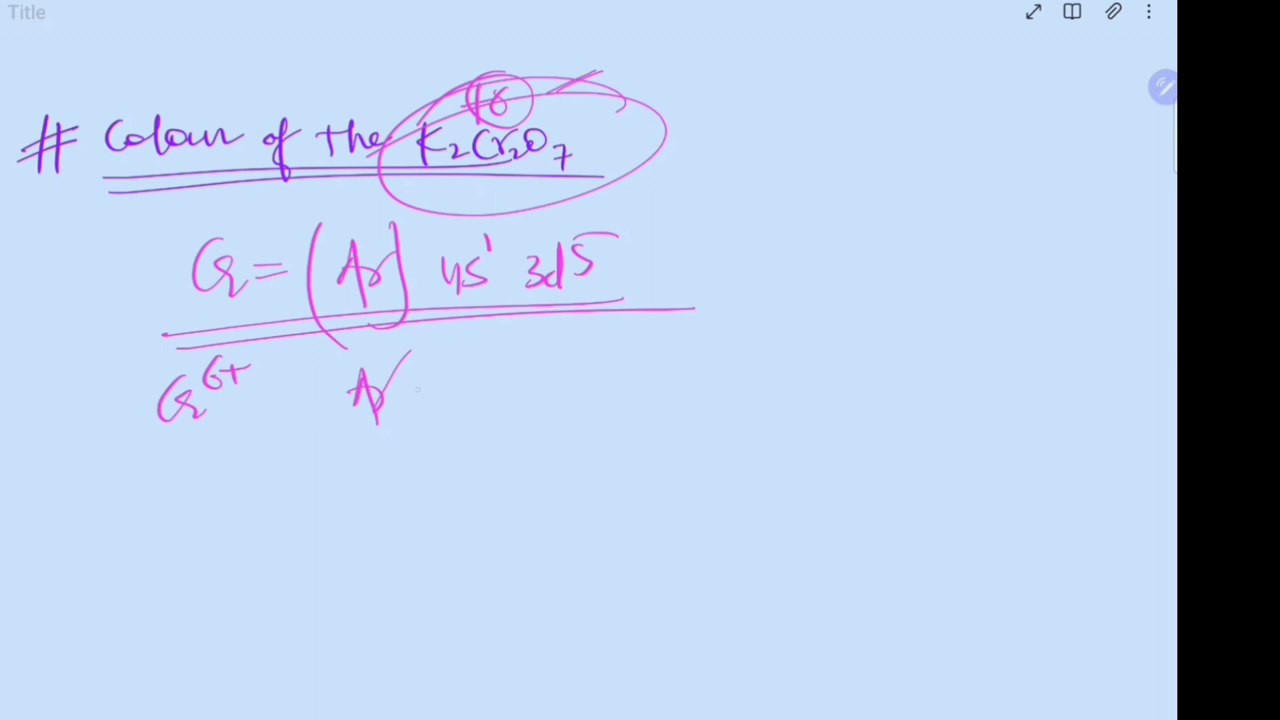 Title
+6
# Colour of the K₂Cr₂O₇
Cr = [Ar] 4s¹ 3d⁵
Cr⁶⁺ Ar